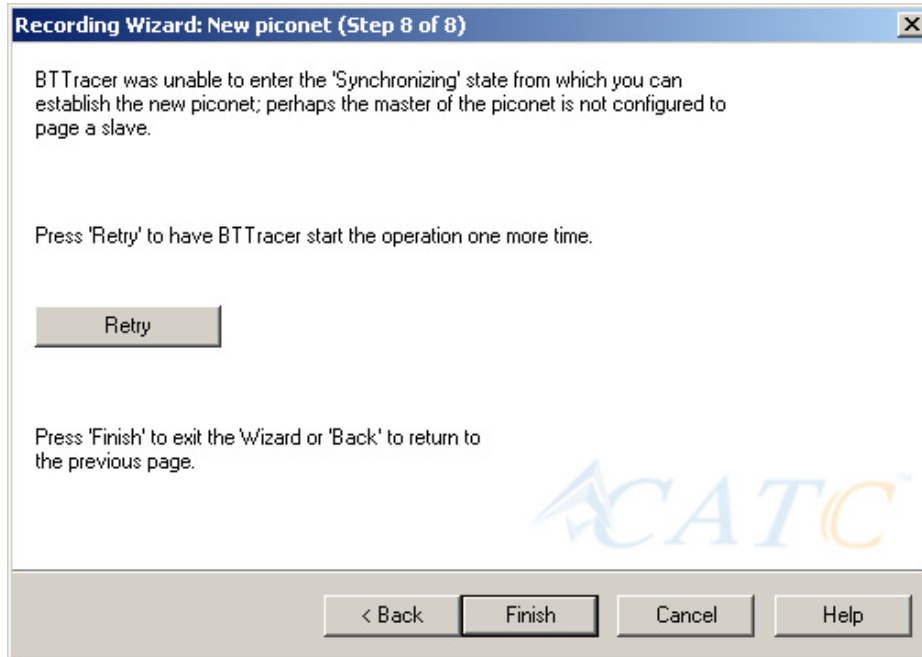 Recording Wizard: New piconet (Step 8 of 8)
BTTracer was unable to enter the 'Synchronizing' state from which you can
establish the new piconet; perhaps the master of the piconet is not configured to
page a slave.
Press 'Retry' to have BTTracer start the operation one more time.
Retry
Press 'Finish' to exit the Wizard or 'Back' to return to
the previous page.
CATC™
< Back
Finish
Cancel
Help